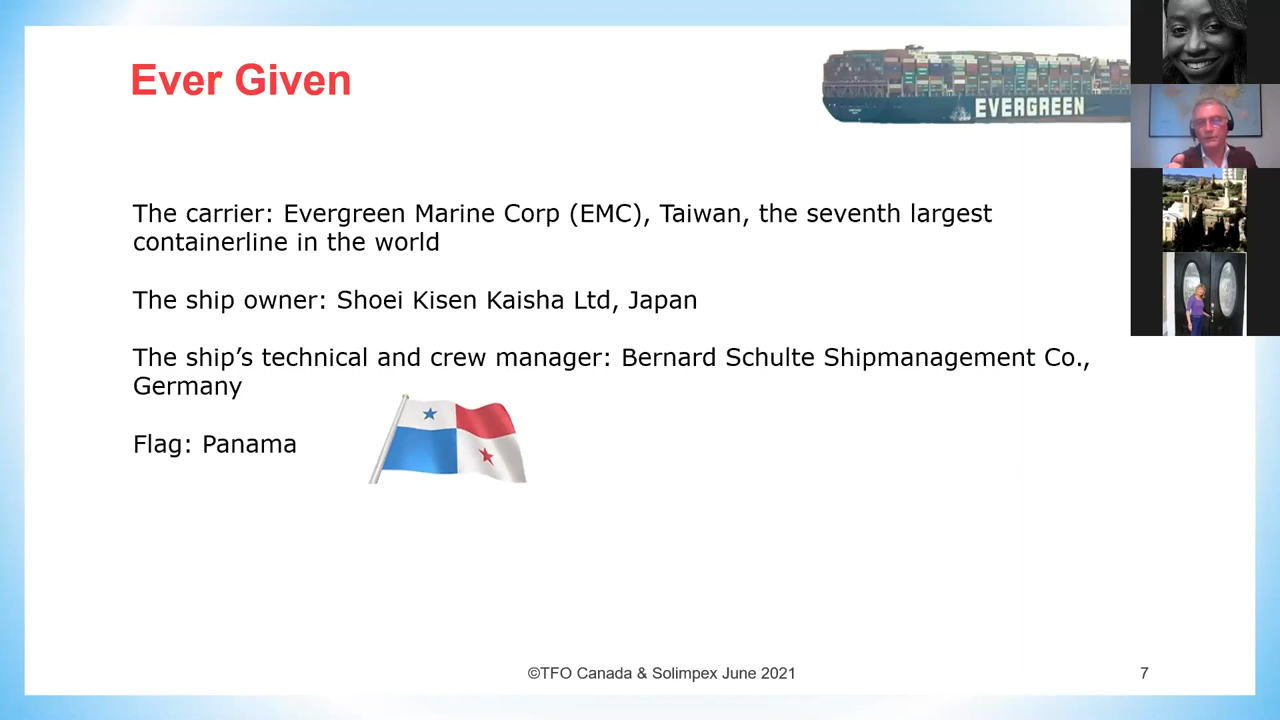 Ever Given
EVERGREEN
The carrier: Evergreen Marine Corp (EMC), Taiwan, the seventh largest
containerline in the world
The ship owner: Shoei Kisen Kaisha Ltd, Japan
The ship’s technical and crew manager: Bernard Schulte Shipmanagement Co.,
Germany
Flag: Panama
©TFO Canada & Solimpex June 2021
7